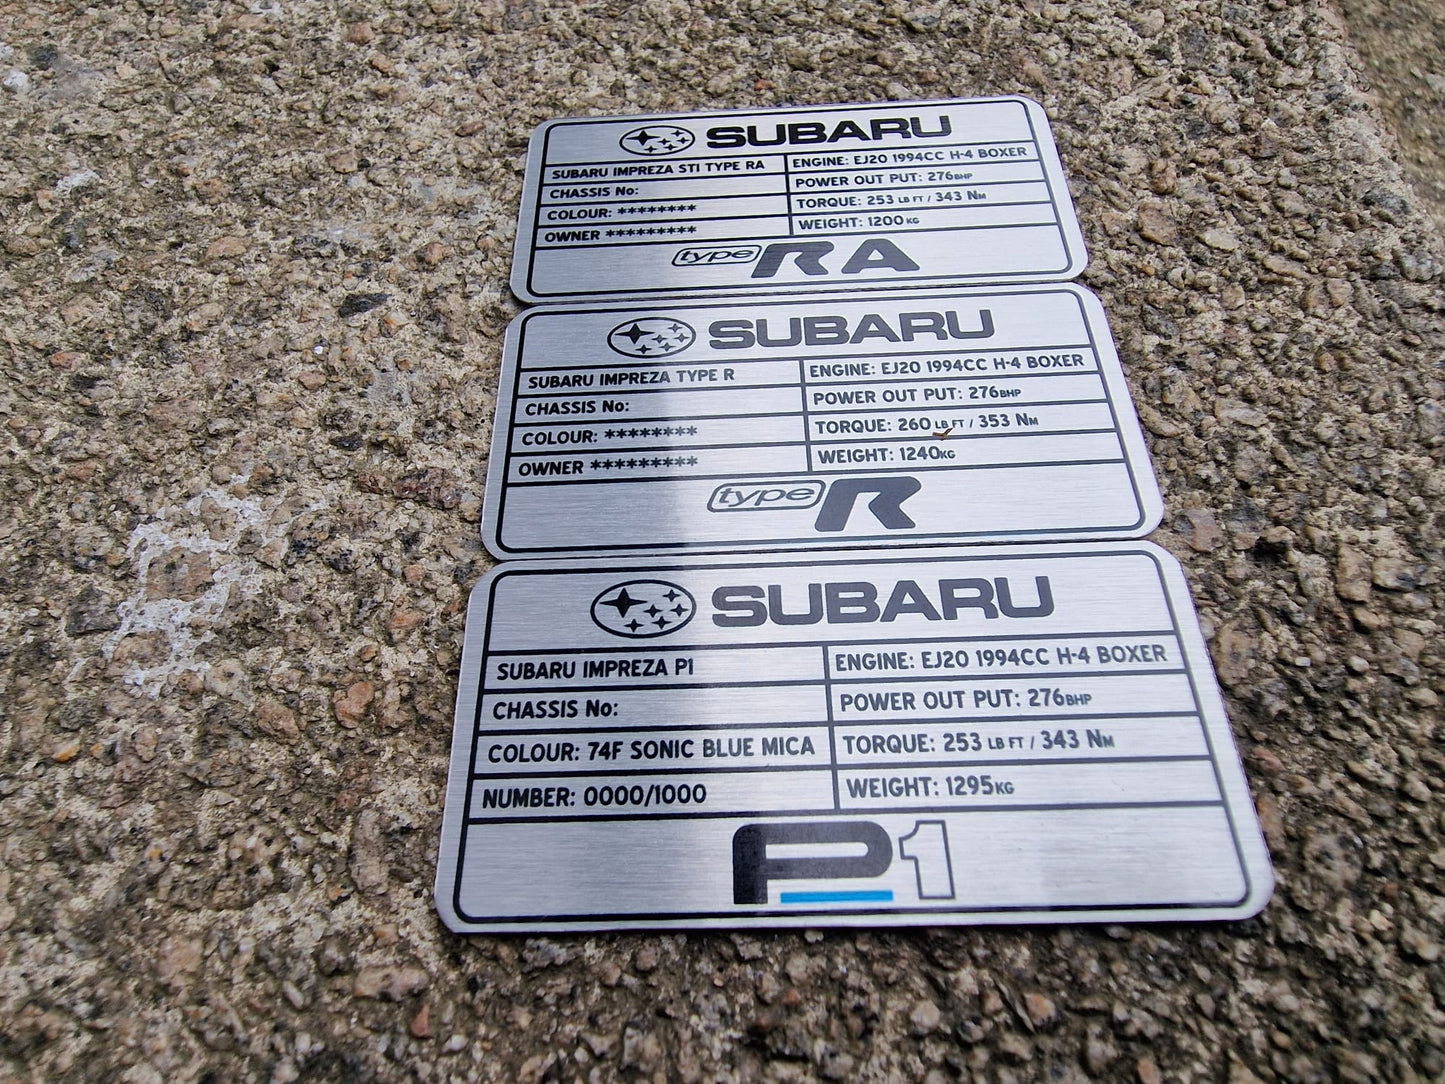 SUBARU
SUBARU IMPREZA STI TYPE RA
CHASSIS No:
COLOUR: ********
OWNER *********
ENGINE: EJ20 1994CC H-4 BOXER
POWER OUT PUT: 276BHP
TORQUE: 253 LB FT / 343 NM
WEIGHT: 1200 KG
type RA
SUBARU
SUBARU IMPREZA TYPE R
CHASSIS No:
COLOUR: ********
OWNER *********
ENGINE: EJ20 1994CC H-4 BOXER
POWER OUT PUT: 276BHP
TORQUE: 260 LB FT / 353 NM
WEIGHT: 1240KG
type R
SUBARU
SUBARU IMPREZA P1
CHASSIS No:
COLOUR: 74F SONIC BLUE MICA
NUMBER: 0000/1000
ENGINE: EJ20 1994CC H-4 BOXER
POWER OUT PUT: 276BHP
TORQUE: 253 LB FT / 343 NM
WEIGHT: 1295KG
P1